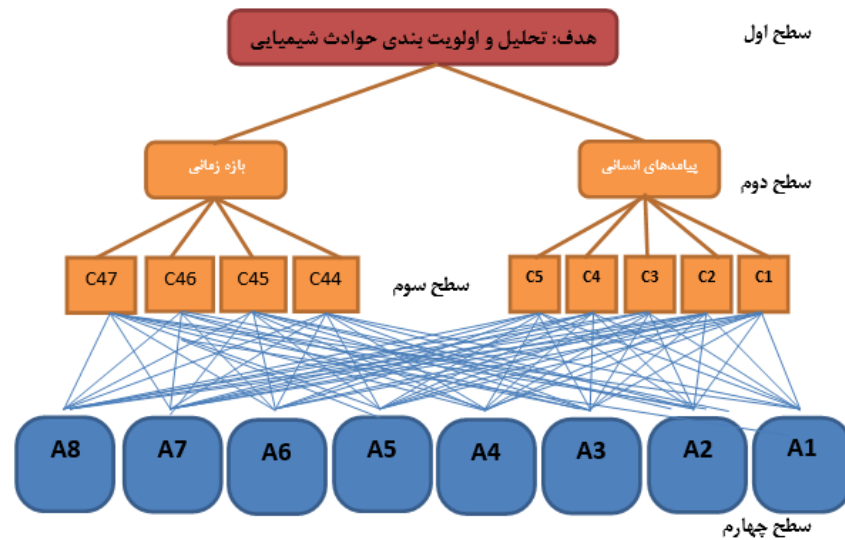 سطح اول
هدف: تحلیل و اولویت بندی حوادث شیمیایی
سطح دوم
پیامدهای انسانی
بازه زمانی
سطح سوم
C1
C2
C3
C4
C5
C44
C45
C46
C47
A1
A2
A3
A4
A5
A6
A7
A8
سطح چهارم